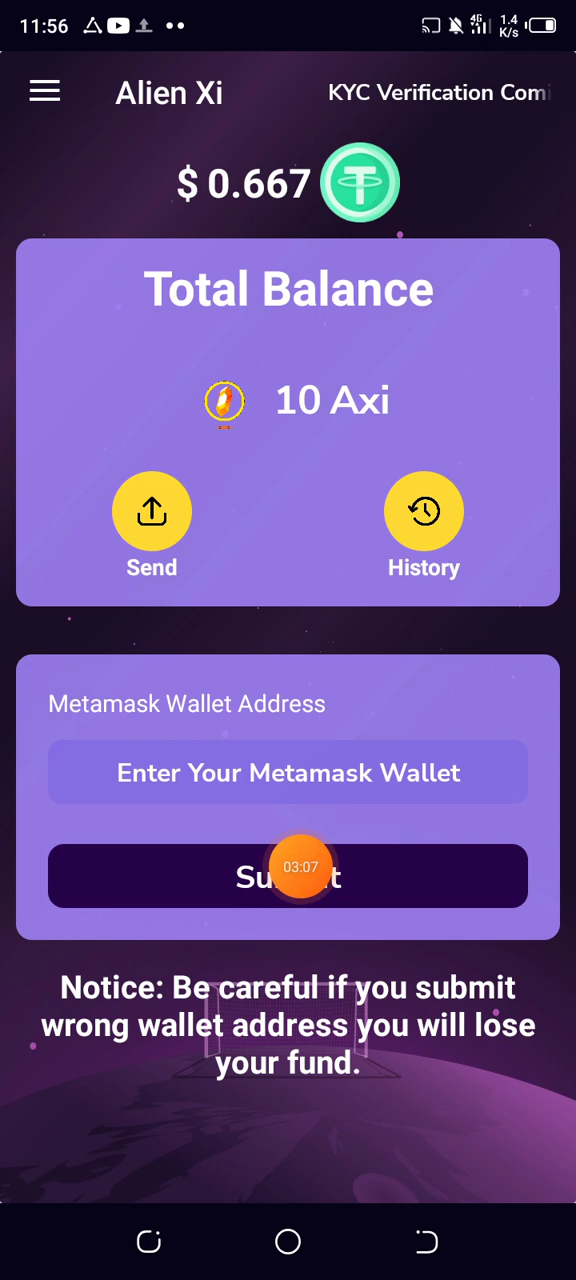 11:56
4G
1.4
K/s
Alien Xi
KYC Verification Comi
$ 0.667
Total Balance
10 Axi
Send
History
Metamask Wallet Address
Enter Your Metamask Wallet
03:07
Notice: Be careful if you submit
wrong wallet address you will lose
your fund.